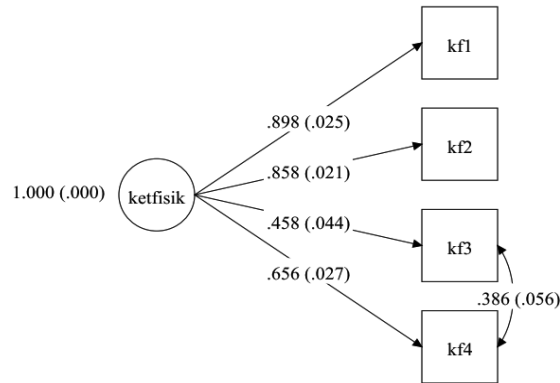 kf1
.898 (.025)
kf2
.858 (.021)
1.000 (.000)
ketfisik
.458 (.044)
kf3
.656 (.027)
.386 (.056)
kf4